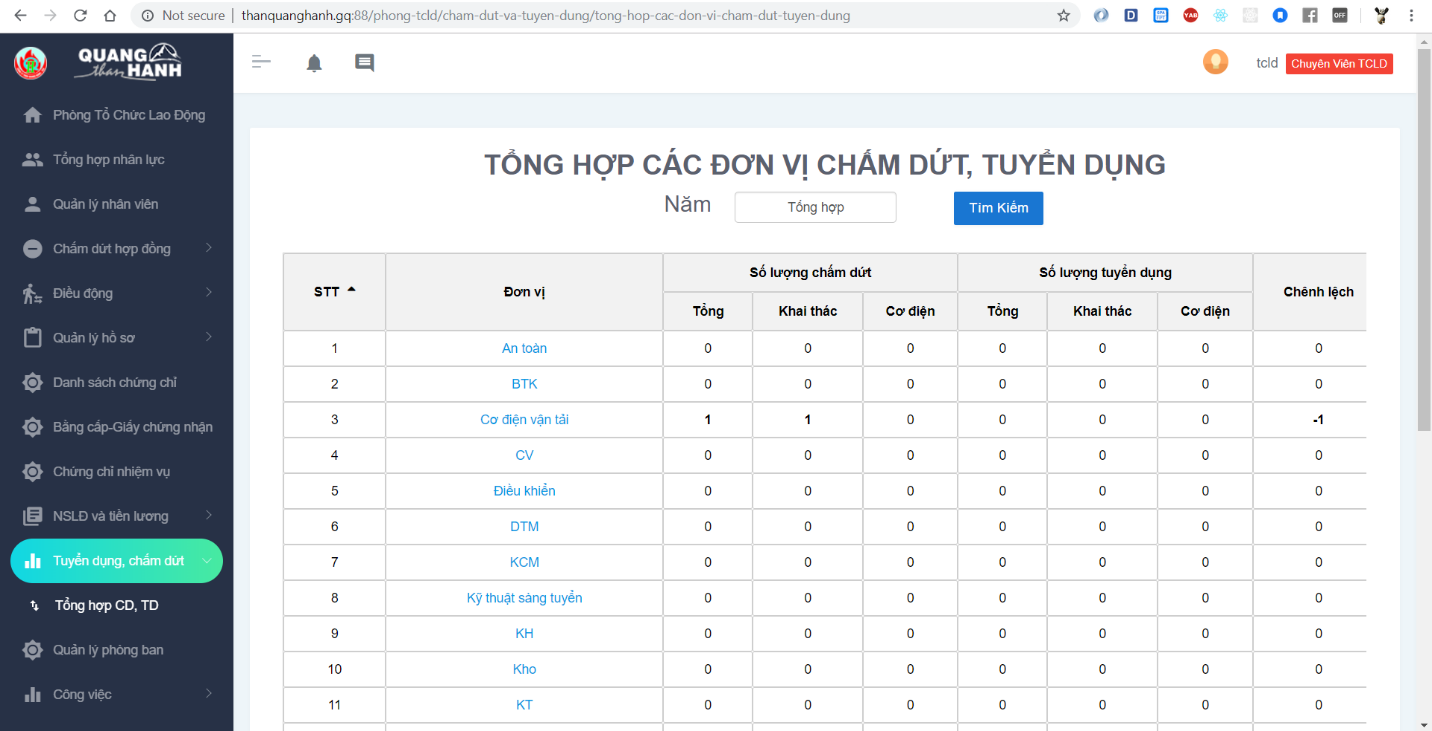 Not secure | thanquanghanh.gq:88/phong-tcld/cham-dut-va-tuyen-dung/tong-hop-cac-don-vi-cham-dut-tuyen-dung
D
YAB
OFF
QUANG
than HANH
tcld Chuyên Viên TCLD
Phòng Tổ Chức Lao Động
Tổng hợp nhân lực
Quản lý nhân viên
Chấm dứt hợp đồng
Điều động
Quản lý hồ sơ
Danh sách chứng chỉ
Bằng cấp-Giấy chứng nhận
Chứng chỉ nhiệm vụ
NSLĐ và tiền lương
Tuyển dụng, chấm dứt
Tổng hợp CD, TD
Quản lý phòng ban
Công việc
TỔNG HỢP CÁC ĐƠN VỊ CHẤM DỨT, TUYỂN DỤNG
Năm Tổng hợp Tìm Kiếm
STT Đơn vị Số lượng chấm dứt Số lượng tuyển dụng Chênh lệch
Tổng Khai thác Cơ điện Tổng Khai thác Cơ điện
1 An toàn 0 0 0 0 0 0 0
2 BTK 0 0 0 0 0 0 0
3 Cơ điện vận tải 1 1 0 0 0 0 -1
4 CV 0 0 0 0 0 0 0
5 Điều khiển 0 0 0 0 0 0 0
6 DTM 0 0 0 0 0 0 0
7 KCM 0 0 0 0 0 0 0
8 Kỹ thuật sàng tuyển 0 0 0 0 0 0 0
9 KH 0 0 0 0 0 0 0
10 Kho 0 0 0 0 0 0 0
11 KT 0 0 0 0 0 0 0